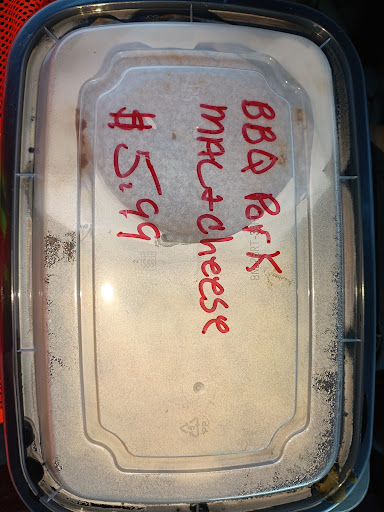 BBQ Pork
Mac+cheese
$5.99